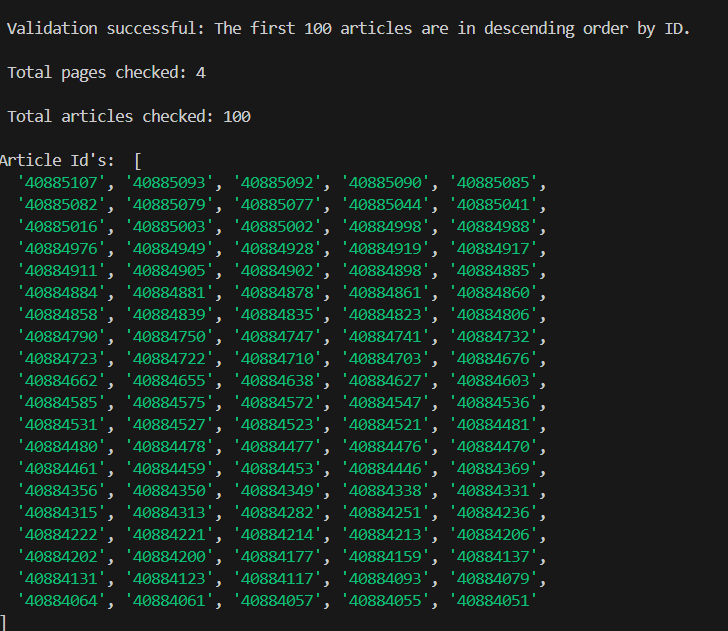 Validation successful: The first 100 articles are in descending order by ID.
Total pages checked: 4
Total articles checked: 100
Article Id's:  [
'40885107', '40885093', '40885092', '40885090', '40885085',
'40885082', '40885079', '40885077', '40885044', '40885041',
'40885016', '40885003', '40885002', '40884998', '40884988',
'40884976', '40884949', '40884928', '40884919', '40884917',
'40884911', '40884905', '40884902', '40884898', '40884885',
'40884884', '40884881', '40884878', '40884861', '40884860',
'40884858', '40884839', '40884835', '40884823', '40884806',
'40884790', '40884750', '40884747', '40884741', '40884732',
'40884723', '40884722', '40884710', '40884703', '40884676',
'40884662', '40884655', '40884638', '40884627', '40884603',
'40884585', '40884575', '40884572', '40884547', '40884536',
'40884531', '40884527', '40884523', '40884521', '40884481',
'40884480', '40884478', '40884477', '40884476', '40884470',
'40884461', '40884459', '40884453', '40884446', '40884369',
'40884356', '40884350', '40884349', '40884338', '40884331',
'40884315', '40884313', '40884282', '40884251', '40884236',
'40884222', '40884221', '40884214', '40884213', '40884206',
'40884202', '40884200', '40884177', '40884159', '40884137',
'40884131', '40884123', '40884117', '40884093', '40884079',
'40884064', '40884061', '40884057', '40884055', '40884051'
]